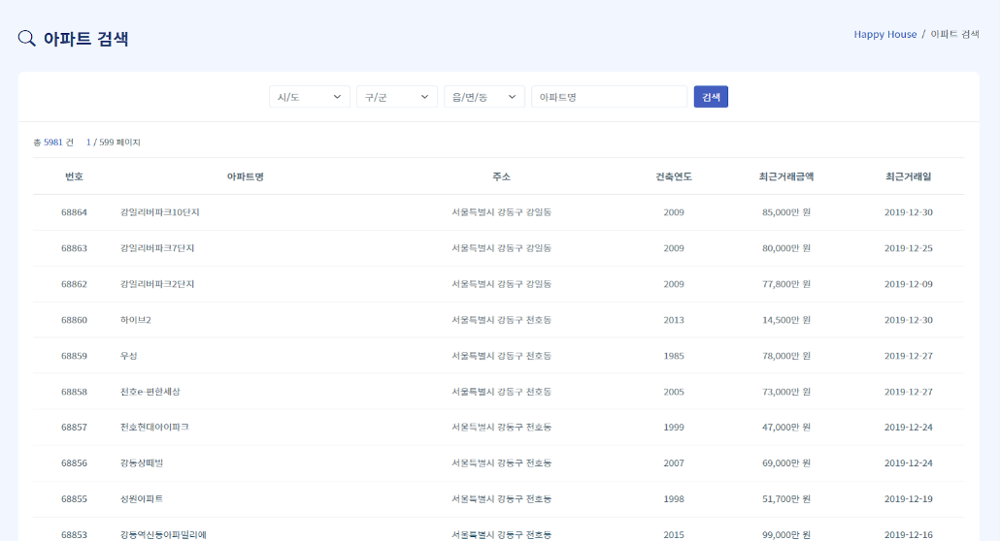 아파트 검색
Happy House / 아파트 검색
시/도 구/군 읍/면/동 아파트명 검색
총 5981 건 1 / 599 페이지
번호 아파트명 주소 건축연도 최근거래금액 최근거래일
68864 강일리버파크10단지 서울특별시 강동구 강일동 2009 85,000만 원 2019-12-30
68863 강일리버파크7단지 서울특별시 강동구 강일동 2009 80,000만 원 2019-12-25
68862 강일리버파크2단지 서울특별시 강동구 강일동 2009 77,800만 원 2019-12-09
68860 하이브2 서울특별시 강동구 천호동 2013 14,500만 원 2019-12-30
68859 우성 서울특별시 강동구 천호동 1985 78,000만 원 2019-12-27
68858 천호e-편한세상 서울특별시 강동구 천호동 2005 73,000만 원 2019-12-27
68857 천호현대아이파크 서울특별시 강동구 천호동 1999 47,000만 원 2019-12-24
68856 강동상떼빌 서울특별시 강동구 천호동 2007 69,000만 원 2019-12-24
68855 성원아파트 서울특별시 강동구 천호동 1998 51,700만 원 2019-12-19
68853 강동역신동아파밀리에 서울특별시 강동구 천호동 2015 99,000만 원 2019-12-16